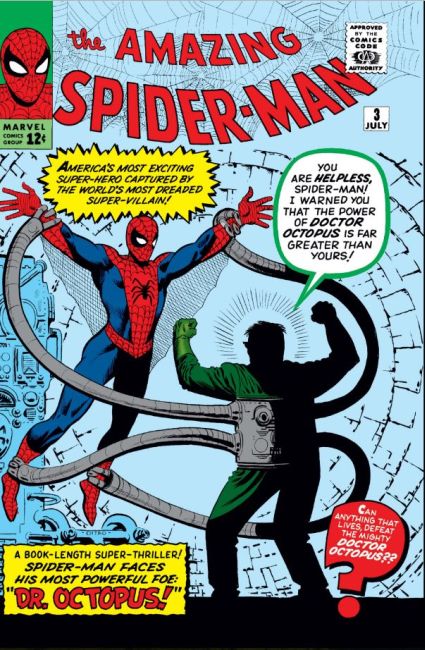 the AMAZING
SPIDER-MAN
APPROVED
BY THE
COMICS
CODE
CA
AUTHORITY
MARVEL
COMICS
GROUP 12¢
3
JULY
AMERICA'S MOST EXCITING
SUPER-HERO CAPTURED BY
THE WORLD'S MOST DREADED
SUPER-VILLAIN!
YOU
ARE HELPLESS,
SPIDER-MAN!
I WARNED YOU
THAT THE POWER
OF DOCTOR
OCTOPUS IS FAR
GREATER THAN
YOURS!
-DITKO-
A BOOK-LENGTH SUPER-THRILLER!
SPIDER-MAN FACES
HIS MOST POWERFUL FOE:
"DR. OCTOPUS!"
CAN
ANYTHING THAT
LIVES, DEFEAT
THE MIGHTY
DOCTOR
OCTOPUS??